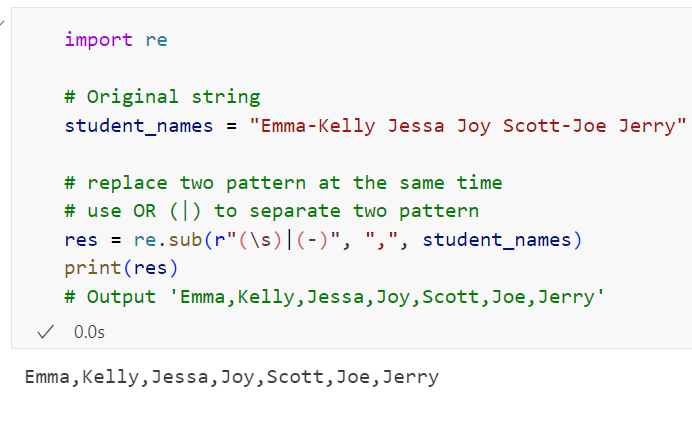 import re
# Original string
student_names = "Emma-Kelly Jessa Joy Scott-Joe Jerry"
# replace two pattern at the same time
# use OR (|) to separate two pattern
res = re.sub(r"(\s)|(-)", ",", student_names)
print(res)
# Output 'Emma,Kelly,Jessa,Joy,Scott,Joe,Jerry'
0.0s
Emma,Kelly,Jessa,Joy,Scott,Joe,Jerry